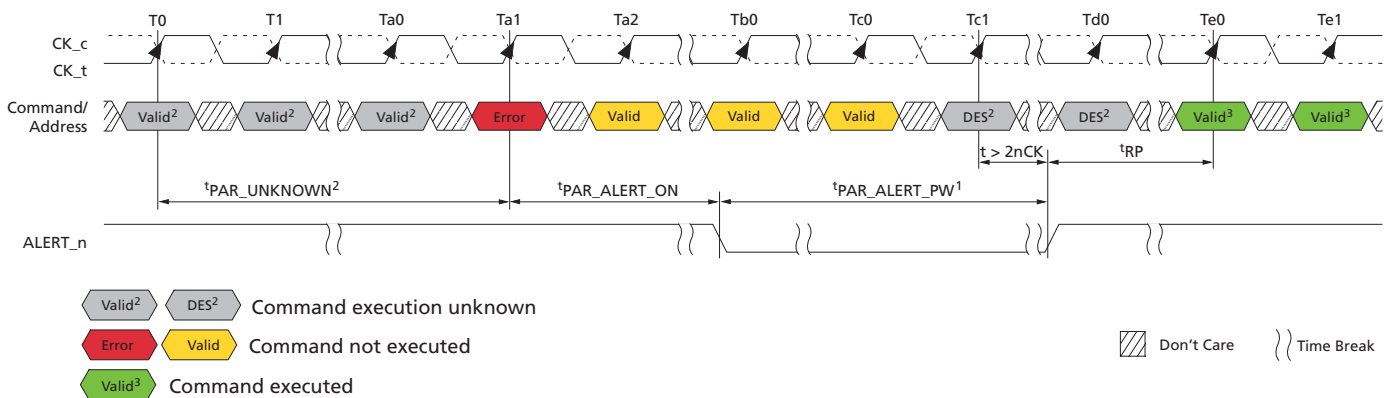 T0 T1 Ta0 Ta1 Ta2 Tb0 Tc0 Tc1 Td0 Te0 Te1
CK_c
CK_t
Command/
Address
Valid² Valid² Valid² Error Valid Valid Valid DES² DES² Valid³ Valid³
t > 2nCK ᵗRP
ᵗPAR_UNKNOWN² ᵗPAR_ALERT_ON ᵗPAR_ALERT_PW¹
ALERT_n
Valid² DES² Command execution unknown
Error Valid Command not executed
Don't Care Time Break
Valid³ Command executed